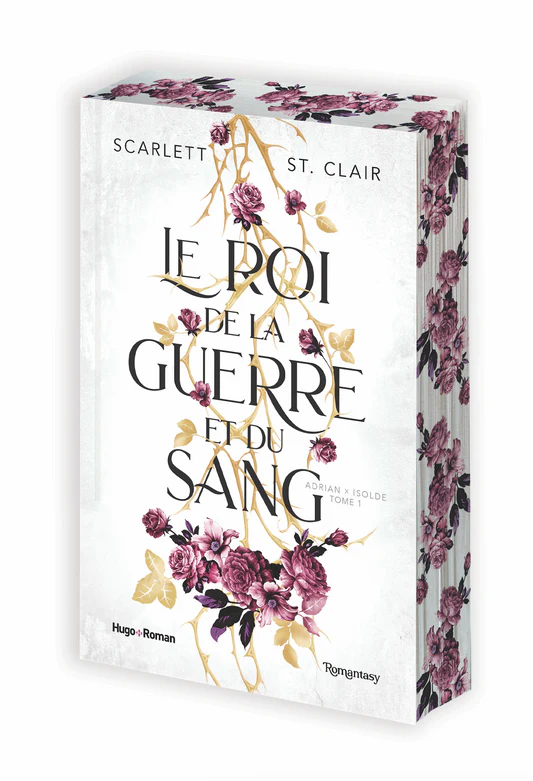 SCARLETT ST. CLAIR
LE ROI
DE LA
GUERRE
ET DU
SANG
ADRIAN × ISOLDE
TOME 1
Hugo+Roman
Romantasy